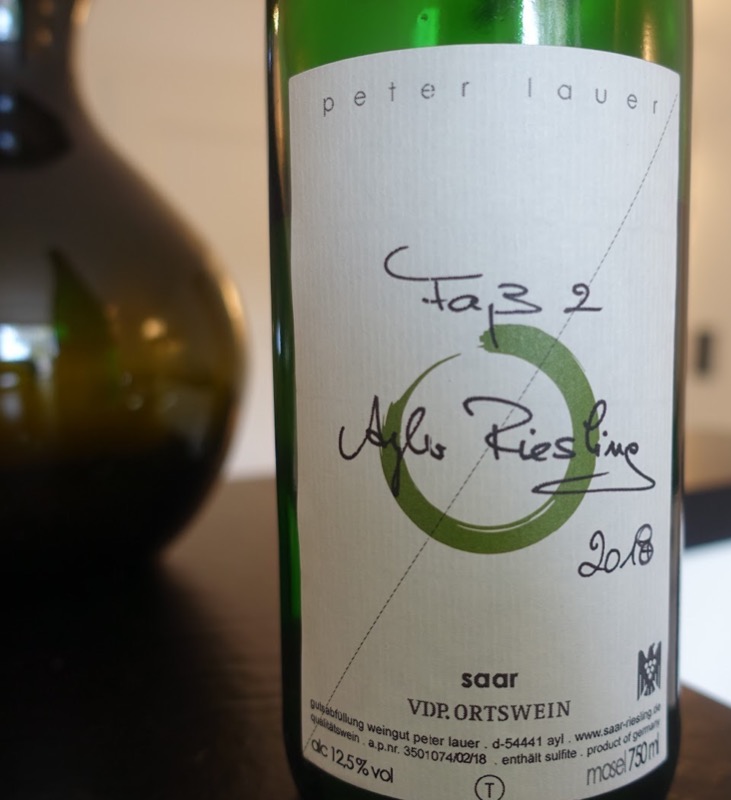 peter lauer
Faß 2
Ayler Riesling
2018
saar
VDP. ORTSWEIN
gutsabfüllung weingut peter lauer . d-54441 ayl . www.saar-riesling.de
qualitätswein . a.p.nr. 3501074/02/18 . enthält sulfite . product of germany
alc 12,5% vol
mosel 750 ml
T